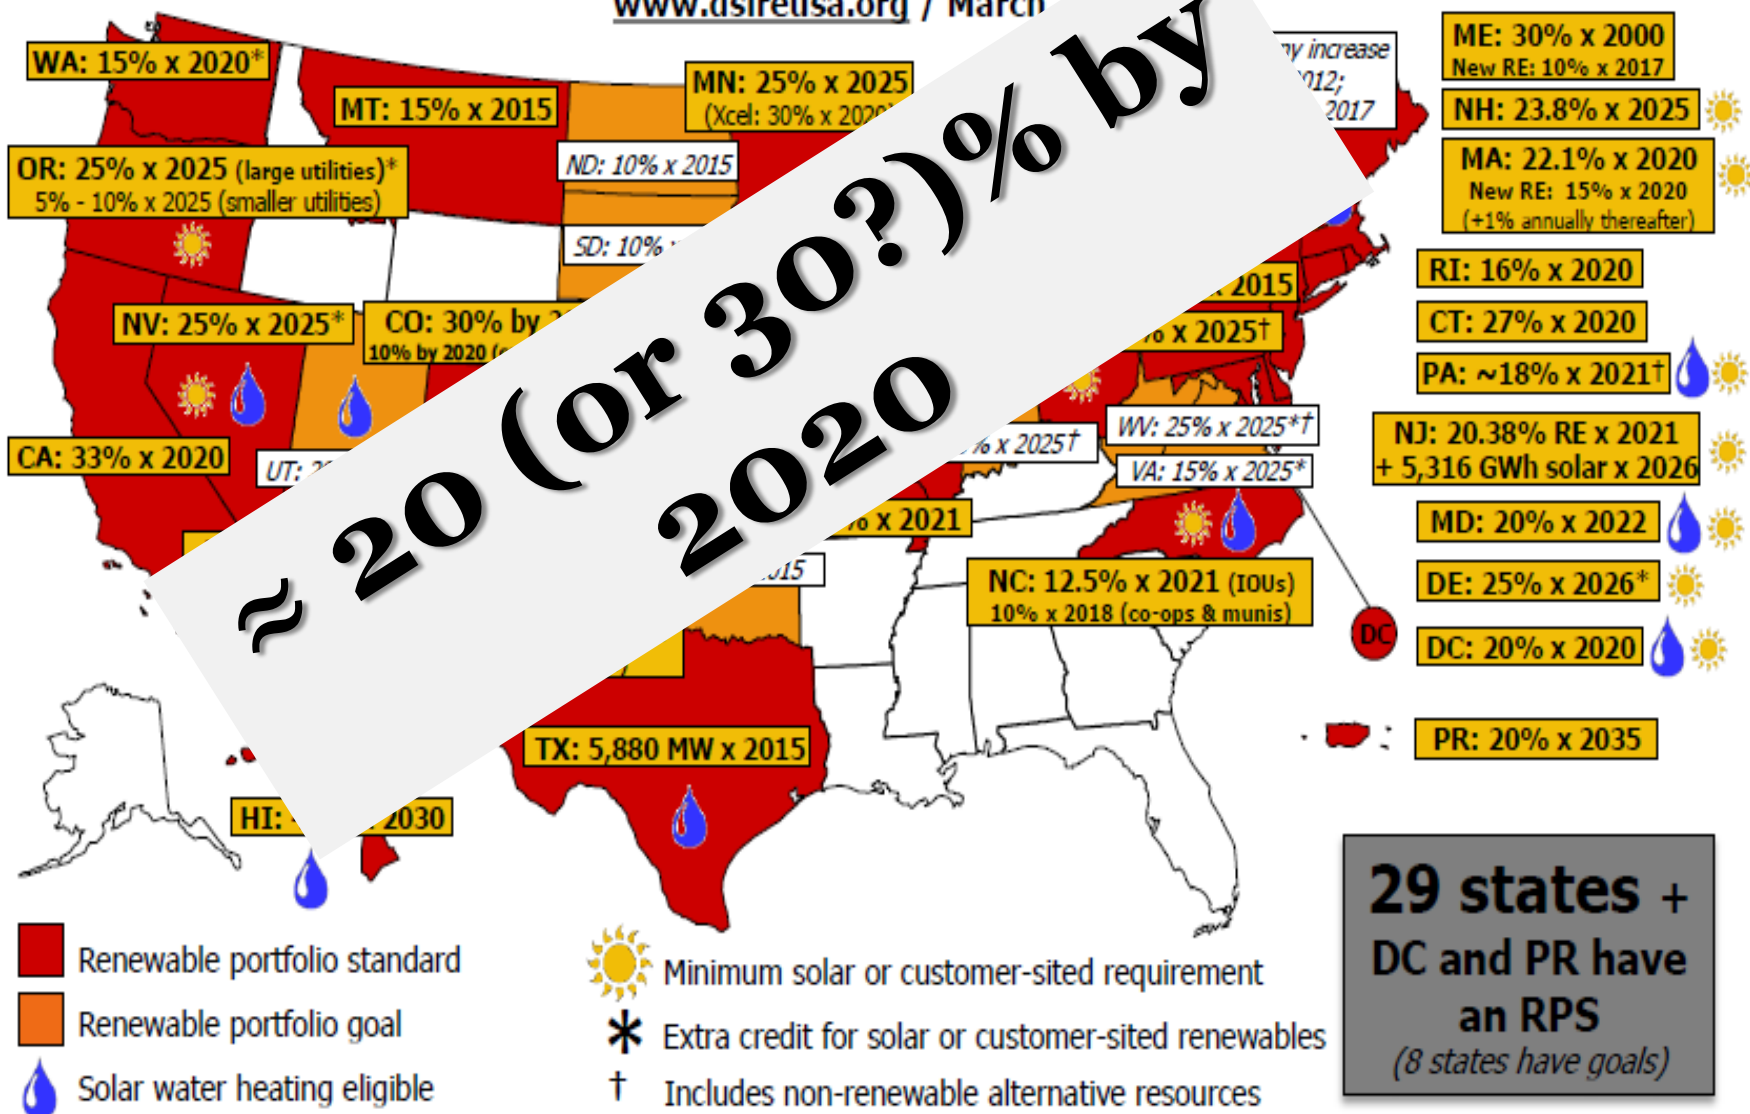 www.dsireusa.org / March
WA: 15% x 2020*
MT: 15% x 2015
MN: 25% x 2025
(Xcel: 30% x 2020
ny increase
2017
ME: 30% x 2000
New RE: 10% x 2017
NH: 23.8% x 2025
OR: 25% x 2025 (large utilities)*
5% - 10% x 2025 (smaller utilities)
ND: 10% x 2015
SD: 10%
MA: 22.1% x 2020
New RE: 15% x 2020
(+1% annually thereafter)
RI: 16% x 2020
x 2015
CT: 27% x 2020
% x 2025†
NV: 25% x 2025*
CO: 30% by
10% by 2020
PA: ~18% x 2021†
WV: 25% x 2025*†
% x 2025†
VA: 15% x 2025*
NJ: 20.38% RE x 2021
+ 5,316 GWh solar x 2026
CA: 33% x 2020
UT:
≈ 20 (or 30?)% by
2020
% x 2021
MD: 20% x 2022
NC: 12.5% x 2021 (IOUs)
10% x 2018 (co-ops & munis)
DE: 25% x 2026*
DC
DC: 20% x 2020
PR: 20% x 2035
TX: 5,880 MW x 2015
HI:
2030
29 states +
DC and PR have
an RPS
(8 states have goals)
Renewable portfolio standard
Renewable portfolio goal
Solar water heating eligible
Minimum solar or customer-sited requirement
* Extra credit for solar or customer-sited renewables
† Includes non-renewable alternative resources